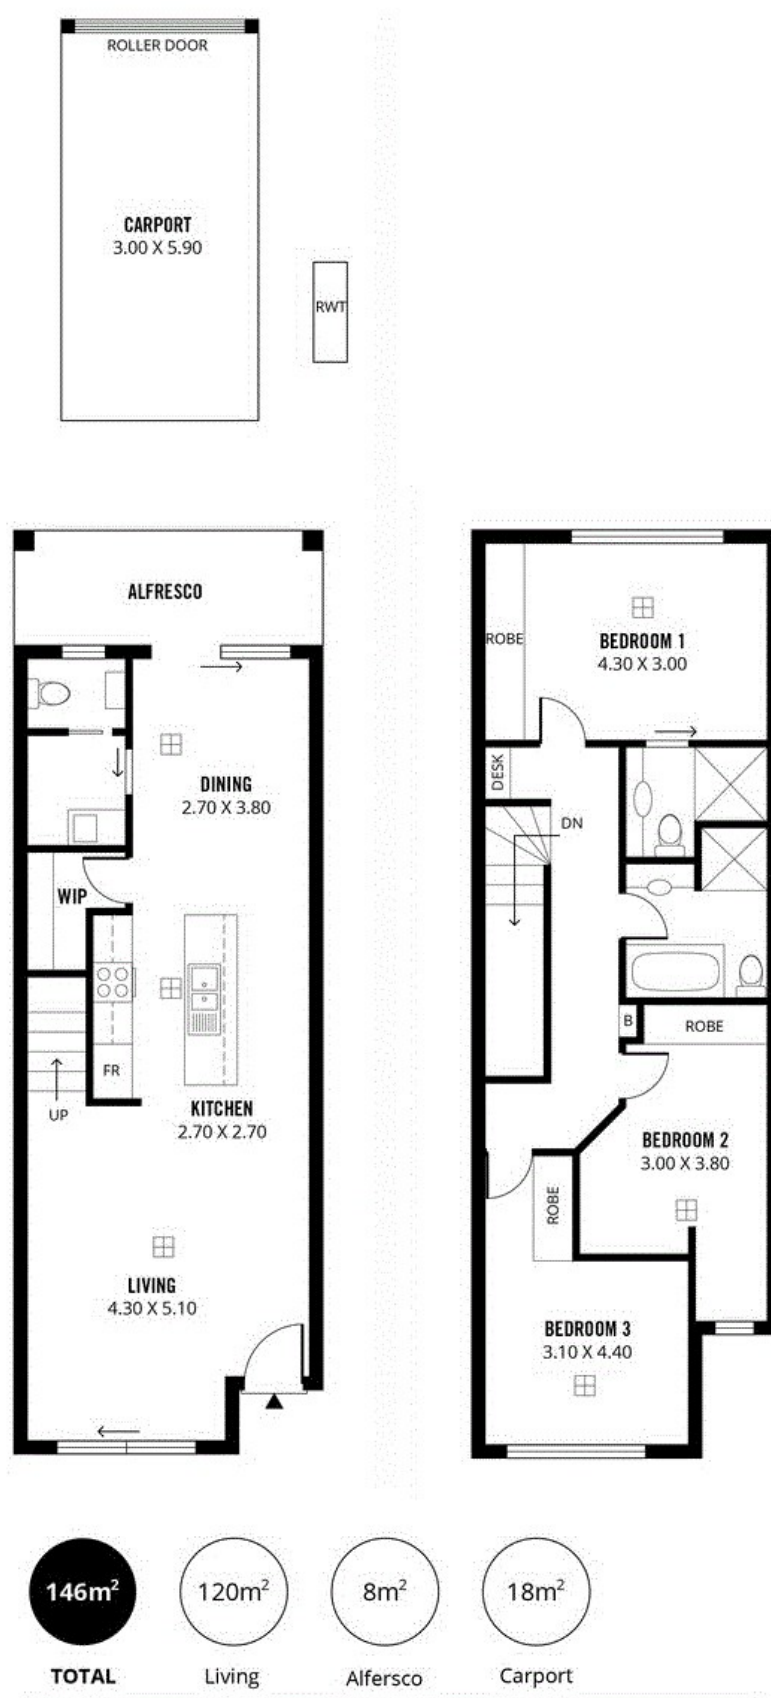 ROLLER DOOR
CARPORT
3.00 X 5.90
RWT
ALFRESCO
DINING
2.70 X 3.80
WIP
FR
UP
KITCHEN
2.70 X 2.70
LIVING
4.30 X 5.10
ROBE
BEDROOM 1
4.30 X 3.00
DESK
DN
B
ROBE
BEDROOM 2
3.00 X 3.80
ROBE
BEDROOM 3
3.10 X 4.40
146m²
120m²
8m²
18m²
TOTAL
Living
Alfersco
Carport